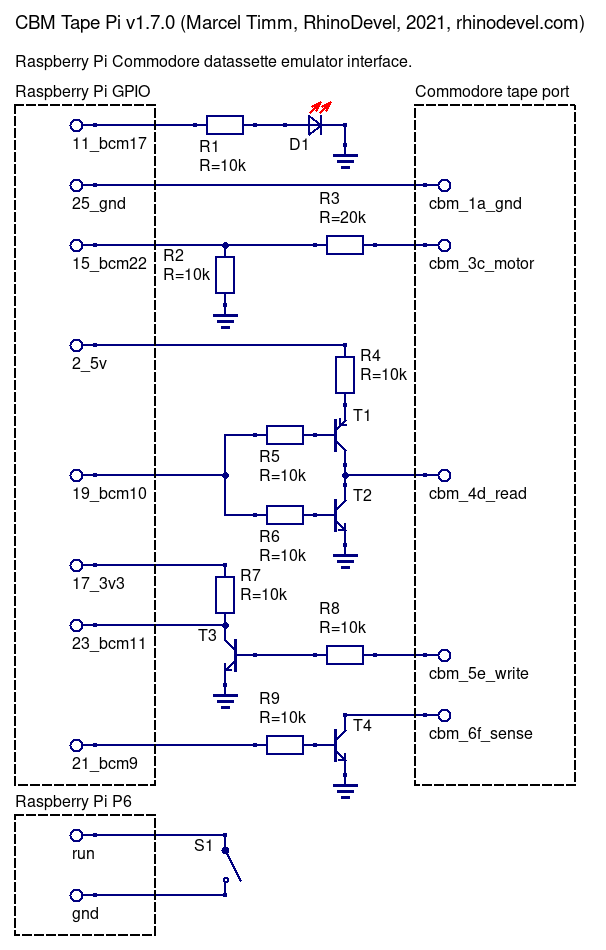 CBM Tape Pi v1.7.0 (Marcel Timm, RhinoDevel, 2021, rhinodevel.com)
Raspberry Pi Commodore datassette emulator interface.
Raspberry Pi GPIO
Commodore tape port
11_bcm17
R1
R=10k
D1
25_gnd
cbm_1a_gnd
R3
R=20k
15_bcm22
R2
R=10k
cbm_3c_motor
2_5v
R4
R=10k
T1
R5
R=10k
19_bcm10
cbm_4d_read
T2
R6
R=10k
17_3v3
R7
R=10k
23_bcm11
T3
R8
R=10k
cbm_5e_write
R9
R=10k
T4
cbm_6f_sense
21_bcm9
Raspberry Pi P6
run
S1
gnd